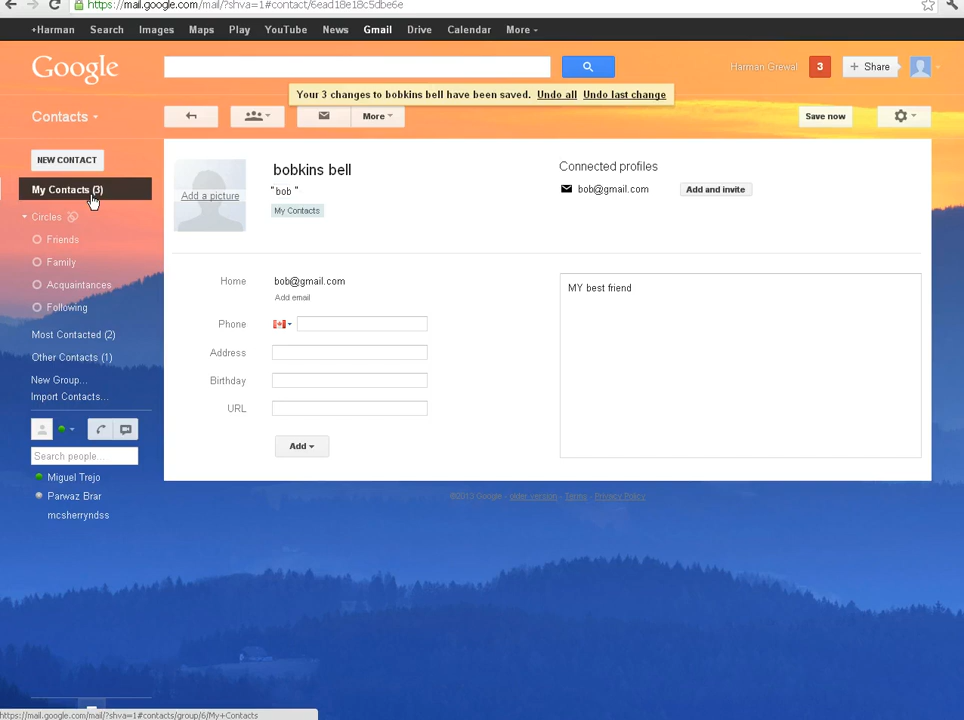 https://mail.google.com/mail/?shva=1#contact/6ead18e18c5dbe6e
+Harman Search Images Maps Play YouTube News Gmail Drive Calendar More
Google
Harman Grewal 3 + Share
Your 3 changes to bobkins bell have been saved. Undo all Undo last change
Contacts
More
Save now
NEW CONTACT
My Contacts (3)
Circles
Friends
Family
Acquaintances
Following
Most Contacted (2)
Other Contacts (1)
New Group...
Import Contacts...
Search people...
Miguel Trejo
Parwaz Brar
mcsherryndss
Add a picture
bobkins bell
"bob "
My Contacts
Connected profiles
bob@gmail.com Add and invite
Home bob@gmail.com
Add email
Phone
Address
Birthday
URL
Add
MY best friend
©2013 Google - older version - Terms - Privacy Policy
https://mail.google.com/mail/?shva=1#contacts/group/6/My+Contacts